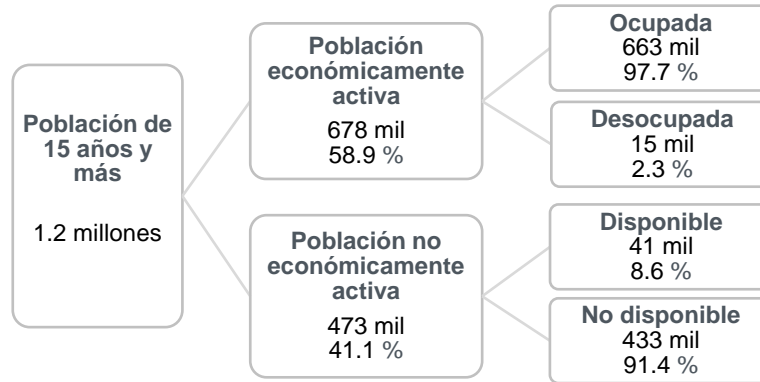 Población de
15 años y
más
1.2 millones
Población
económicamente
activa
678 mil
58.9 %
Población no
económicamente
activa
473 mil
41.1 %
Ocupada
663 mil
97.7 %
Desocupada
15 mil
2.3 %
Disponible
41 mil
8.6 %
No disponible
433 mil
91.4 %